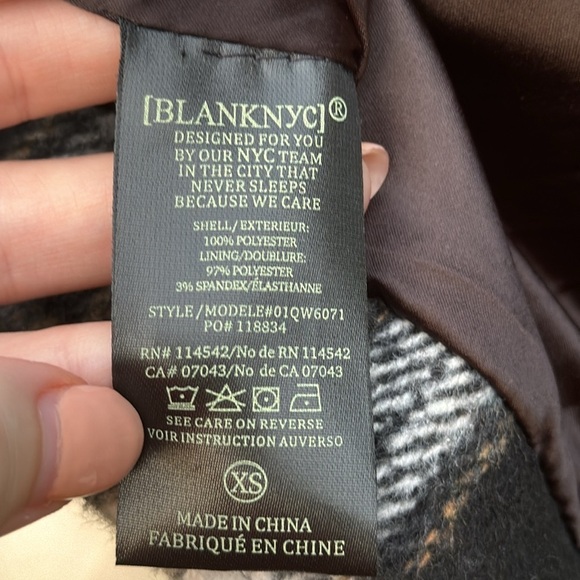 [BLANKNYC]®
DESIGNED FOR YOU
BY OUR NYC TEAM
IN THE CITY THAT
NEVER SLEEPS
BECAUSE WE CARE
SHELL/EXTERIEUR:
100% POLYESTER
LINING/DOUBLURE:
97% POLYESTER
3% SPANDEX/ÉLASTHANNE
STYLE/MODELE#01QW6071
PO# 118834
RN# 114542/No de RN 114542
CA# 07043/No de CA 07043
SEE CARE ON REVERSE
VOIR INSTRUCTION AUVERSO
XS
MADE IN CHINA
FABRIQUÉ EN CHINE